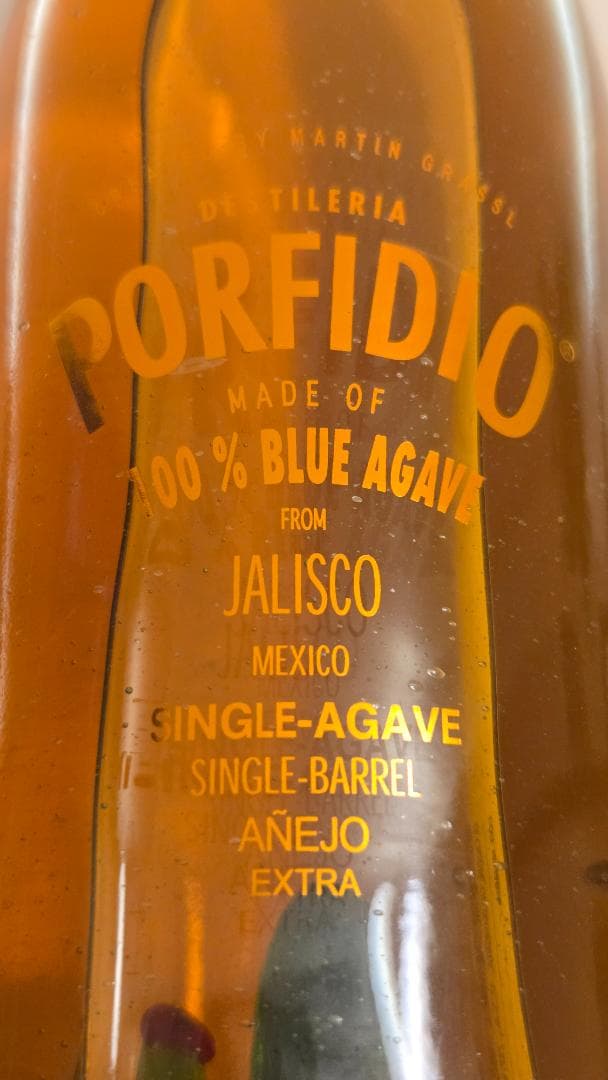 MARTIN GRASSL
DESTILERIA
PORFIDIO
MADE OF
100 % BLUE AGAVE
FROM
JALISCO
MEXICO
SINGLE-AGAVE
SINGLE-BARREL
AÑEJO
EXTRA